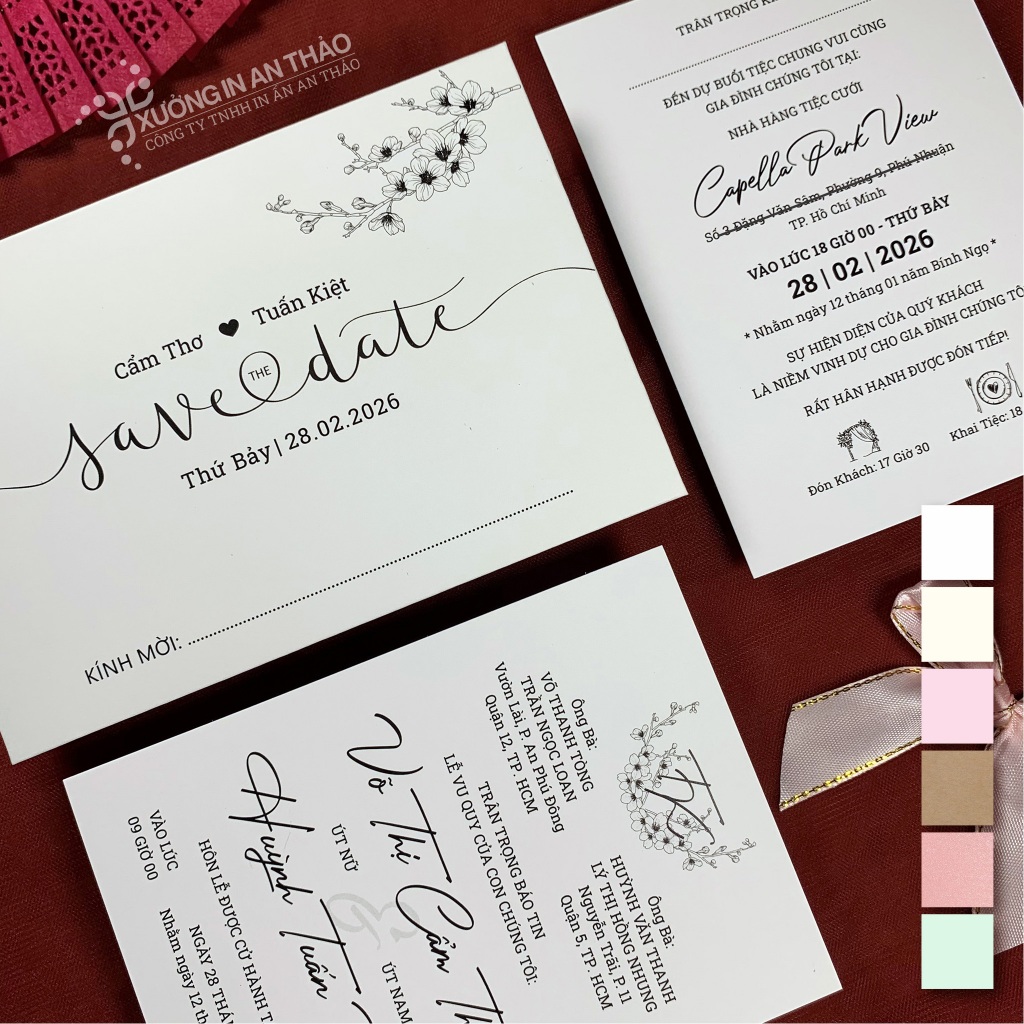 XƯỞNG IN AN THẢO
CÔNG TY TNHH IN ẤN AN THẢO
Cẩm Thơ Tuấn Kiệt
save THE date
Thứ Bảy | 28.02.2026
KÍNH MỜI:
TRÂN TRỌNG
ĐẾN DỰ BUỔI TIỆC CHUNG VUI CÙNG
GIA ĐÌNH CHÚNG TÔI TẠI:
NHÀ HÀNG TIỆC CƯỚI
Capella Park View
Số 3 Đặng Văn Sâm, Phường 9, Phú Nhuận
TP. Hồ Chí Minh
VÀO LÚC 18 GIỜ 00 - THỨ BẢY
28 | 02 | 2026
* Nhằm ngày 12 tháng 01 năm Bính Ngọ *
SỰ HIỆN DIỆN CỦA QUÝ KHÁCH
LÀ NIỀM VINH DỰ CHO GIA ĐÌNH CHÚNG TÔ
RẤT HÂN HẠNH ĐƯỢC ĐÓN TIẾP!
Đón Khách: 17 Giờ 30
Khai Tiệc: 18
TK
Ông Bà:
VÕ THANH TÒNG
TRẦN NGỌC LOAN
Vườn Lài, P. An Phú Đông
Quận 12, TP. HCM
Ông Bà:
HUỲNH VĂN THANH
LÝ THỊ HỒNG NHUNG
Nguyễn Trãi, P. 11
Quận 5, TP. HCM
TRÂN TRỌNG BÁO TIN
LỄ VU QUY CỦA CON CHÚNG TÔI:
Võ Thị Cẩm Th
ÚT NỮ
&
ÚT NAM
Huỳnh Tuấn
HÔN LỄ ĐƯỢC CỬ HÀNH T
VÀO LÚC
09 GIỜ 00
NGÀY 28 THÁ
Nhằm ngày 12 th